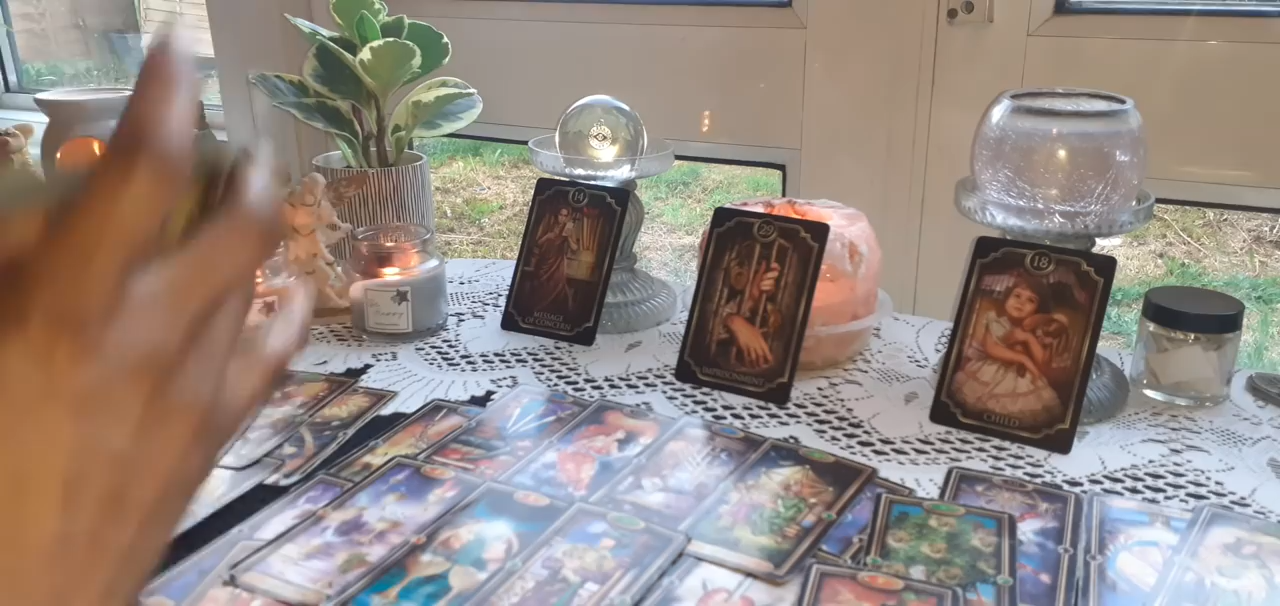 14
MESSAGE
OF CONCERN
29
IMPRISONMENT
18
CHILD